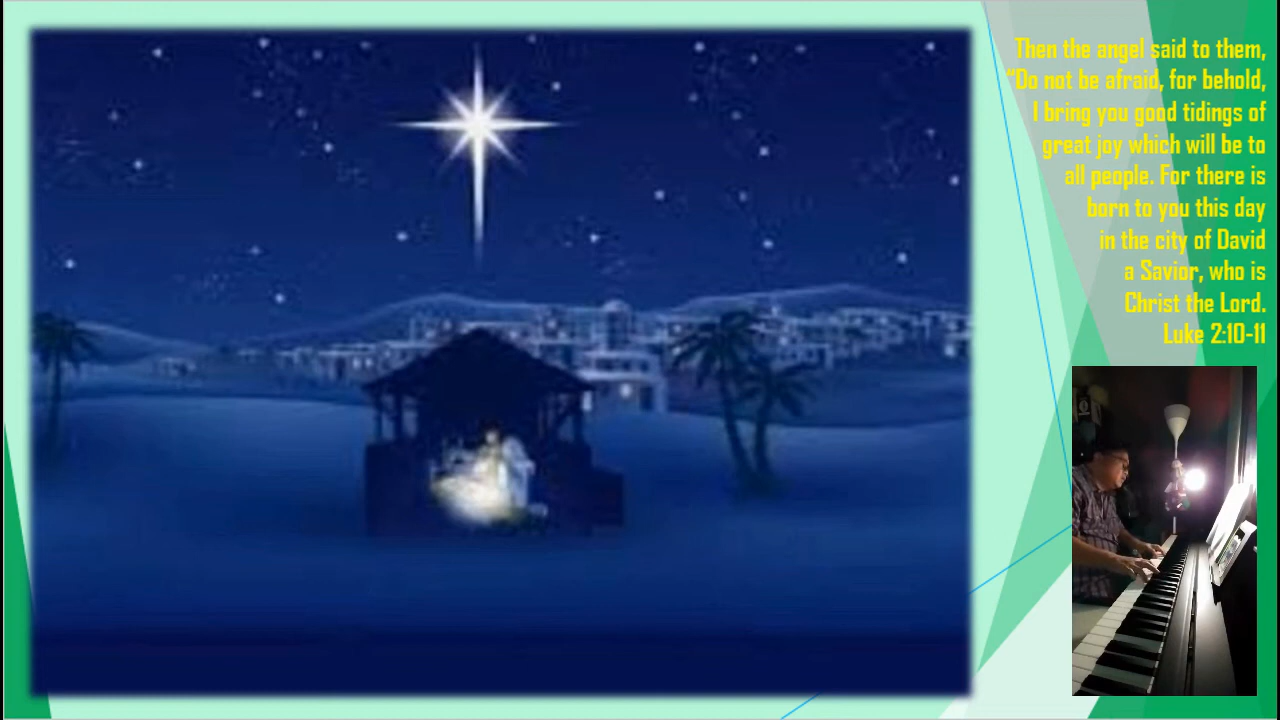 Then the angel said to them,
"Do not be afraid, for behold,
I bring you good tidings of
great joy which will be to
all people. For there is
born to you this day
in the city of David
a Savior, who is
Christ the Lord.
Luke 2:10-11